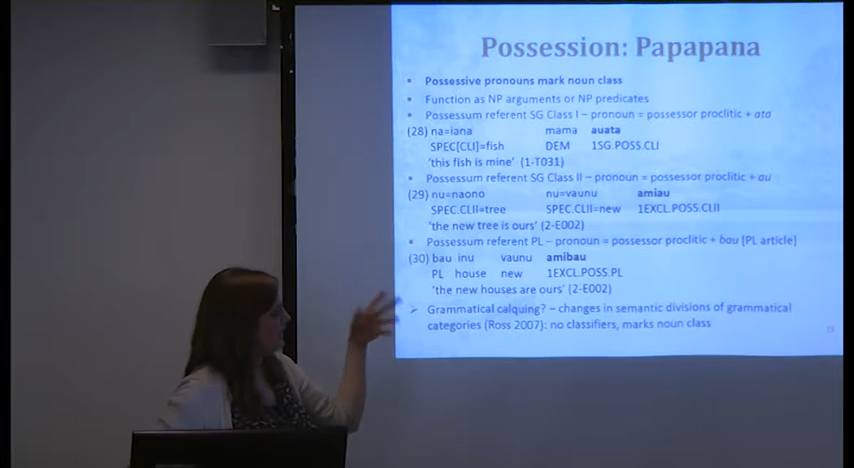 Possession: Papapana
▪ Possessive pronouns mark noun class
▪ Function as NP arguments or NP predicates
▪ Possessum referent SG Class I – pronoun = possessor proclitic + ata
(28) na=iana mama auata
SPEC[CLI]=fish DEM 1SG.POSS.CLI
'this fish is mine' (1-T031)
▪ Possessum referent SG Class II – pronoun = possessor proclitic + au
(29) nu=naono nu=vaunu amiau
SPEC.CLII=tree SPEC.CLII=new 1EXCL.POSS.CLII
'the new tree is ours' (2-E002)
▪ Possessum referent PL – pronoun = possessor proclitic + bau [PL article]
(30) bau inu vaunu amibau
PL house new 1EXCL.POSS.PL
'the new houses are ours' (2-E002)
➢ Grammatical calquing? – changes in semantic divisions of grammatical
categories (Ross 2007): no classifiers, marks noun class